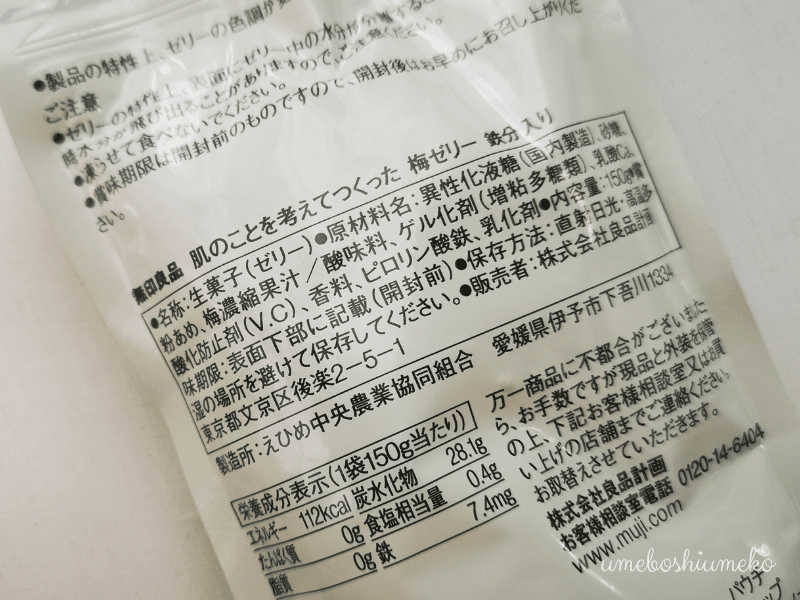 ●製品の特性上、ゼリーの色調が
ご注意
●ゼリーの特性上、表面にゼリー中の水分が分離する
時水分が飛び出ることがありますので、ご注意ください。
●凍らせて食べないでください。
●賞味期限は開封前のものですので、開封後はお早めにお召し上がりくだ
さい。
無印良品 肌のことを考えてつくった 梅ゼリー 鉄分入り
●名称:生菓子(ゼリー)●原材料名:異性化液糖(国内製造)、砂糖、
粉あめ、梅濃縮果汁/酸味料、ゲル化剤(増粘多糖類)、乳酸Ca、
酸化防止剤(V.C)、香料、ピロリン酸鉄、乳化剤●内容量:150g●賞
味期限:表面下部に記載(開封前)●保存方法:直射日光・高温多
湿の場所を避けて保存してください。●販売者:株式会社良品計画
東京都文京区後楽2-5-1
製造所:えひめ中央農業協同組合 愛媛県伊予市下吾川1334
栄養成分表示(1袋150g当たり)
エネルギー 112kcal 炭水化物 28.1g
たんぱく質 0g 食塩相当量 0.4g
脂質 0g 鉄 7.4mg
万一商品に不都合がございました
ら、お手数ですが現品と外装を保管
の上、下記お客様相談室又はお買
い上げの店舗までご連絡ください。
お取替えさせていただきます。
株式会社良品計画
お客様相談室電話 0120-14-6404
www.muji.com
パウチ
umeboshiumeko